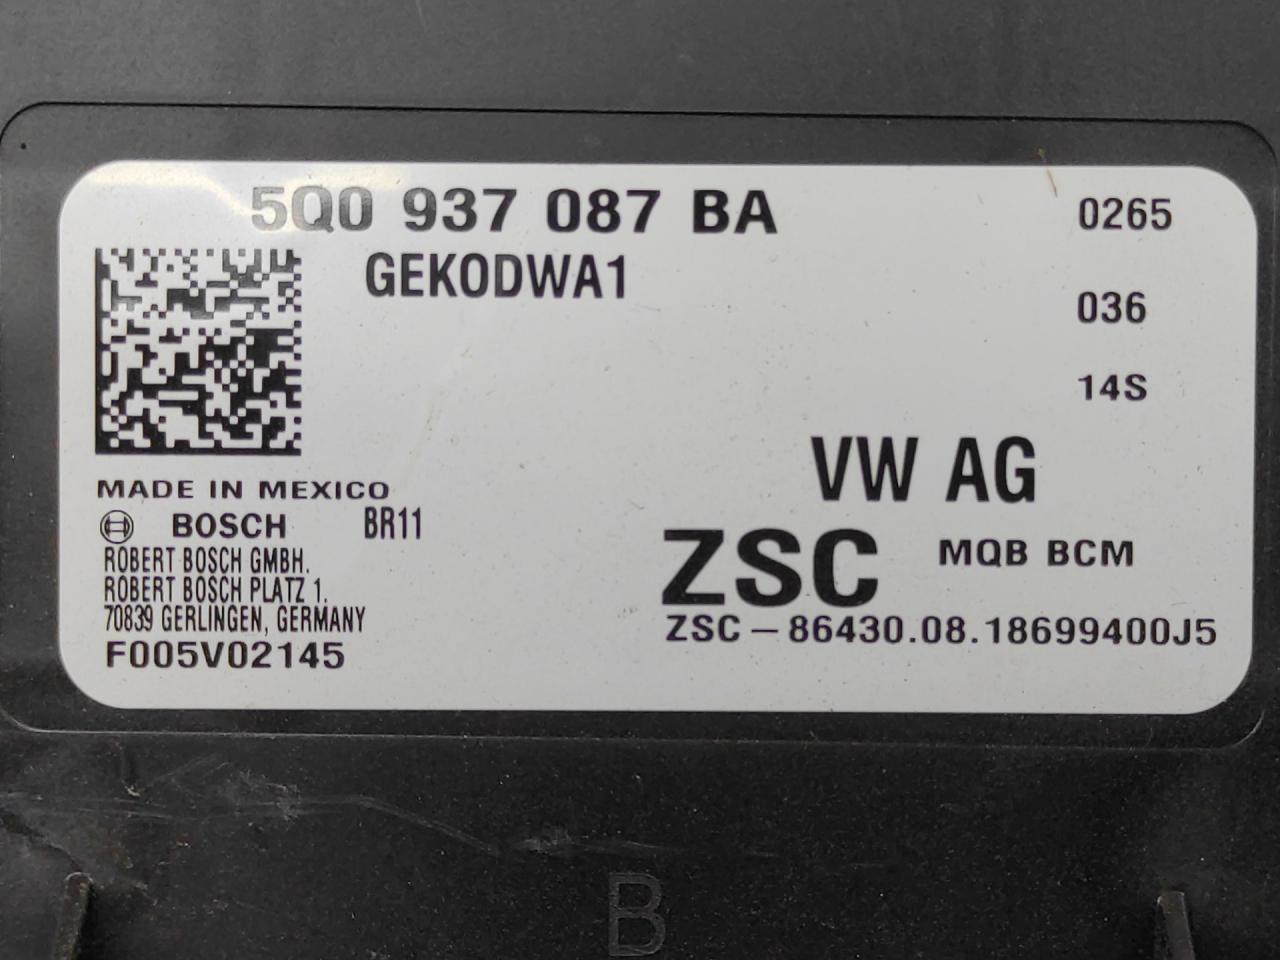 5Q0 937 087 BA
0265
GEKODWA1
036
14S
VW AG
MADE IN MEXICO
BOSCH BR11
ZSC MQB BCM
ROBERT BOSCH GMBH.
ROBERT BOSCH PLATZ 1.
70839 GERLINGEN, GERMANY
ZSC-86430.08.18699400J5
F005V02145
B